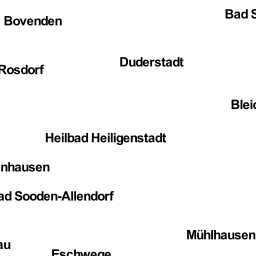 Bad S
Bovenden
Duderstadt
Rosdorf
Bleic
Heilbad Heiligenstadt
nhausen
ad Sooden-Allendorf
Mühlhausen
au
Eschwege